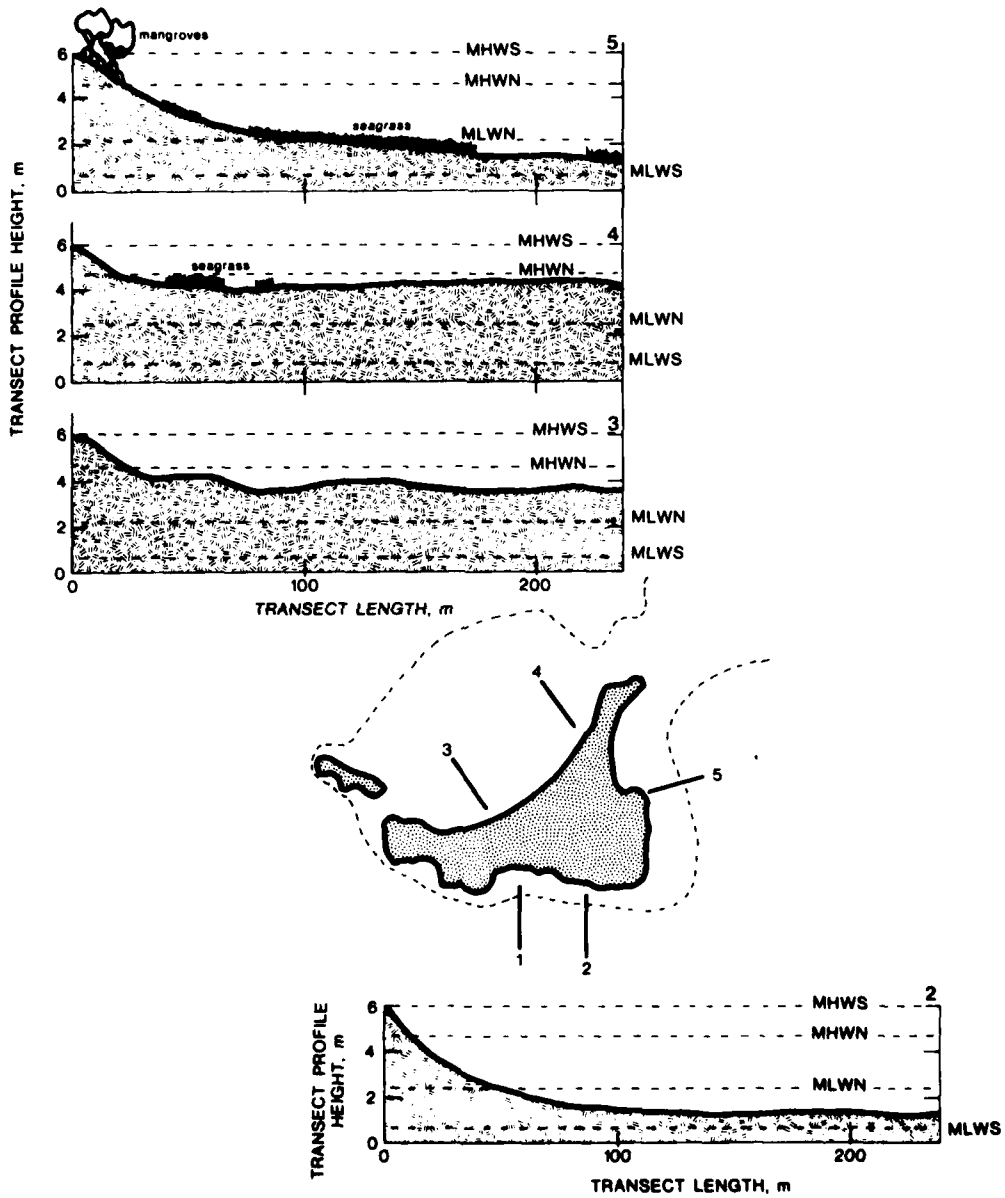 mangroves
6
MHWS
5
MHWN
4
seagrass
MLWN
2
MLWS
0
TRANSECT PROFILE HEIGHT, m
6
MHWS
4
seagrass
MHWN
4
MLWN
2
MLWS
0
6
MHWS
3
MHWN
4
MLWN
2
MLWS
0
0 100 200
TRANSECT LENGTH, m
4
3
5
1
2
2
6
MHWS
MHWN
4
MLWN
2
MLWS
0
TRANSECT PROFILE
HEIGHT, m
0 100 200
TRANSECT LENGTH, m